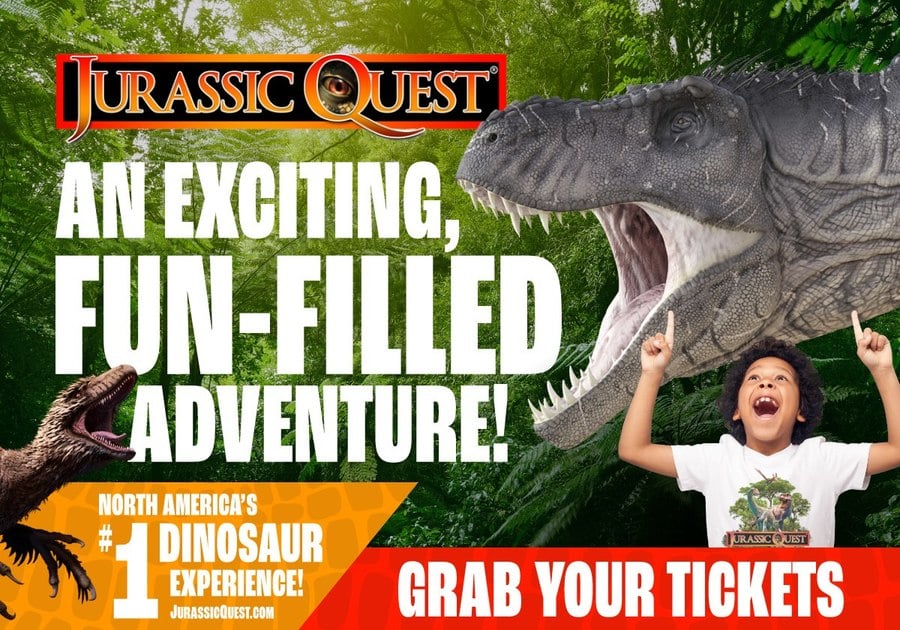 JURASSIC QUEST®
AN EXCITING,
FUN-FILLED
ADVENTURE!
NORTH AMERICA'S
#1 DINOSAUR
EXPERIENCE!
JURASSICQUEST.COM
JURASSIC QUEST
GRAB YOUR TICKETS